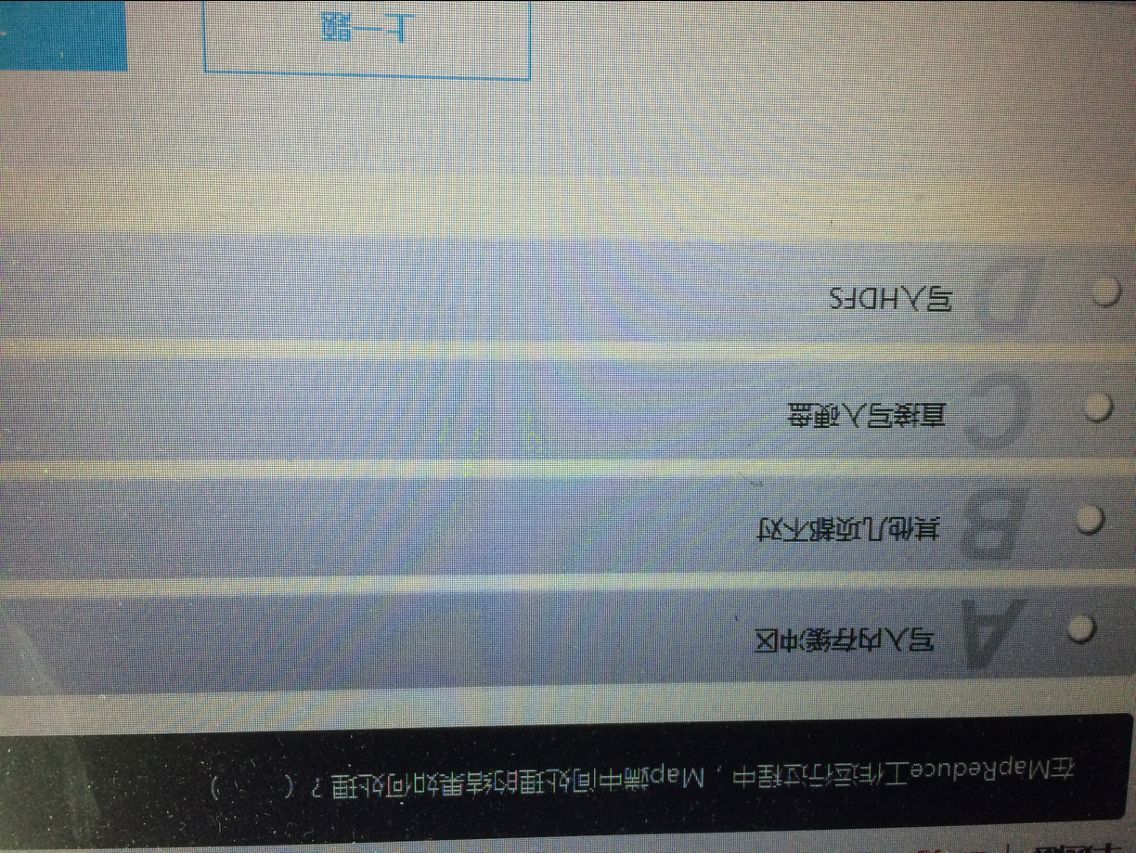 在MapReduce工作运行过程中，Map端中间处理的结果如何处理？（ ）
A 写入内存缓冲区
B 其他几项都不对
C 直接写入硬盘
D 写入HDFS
上一题